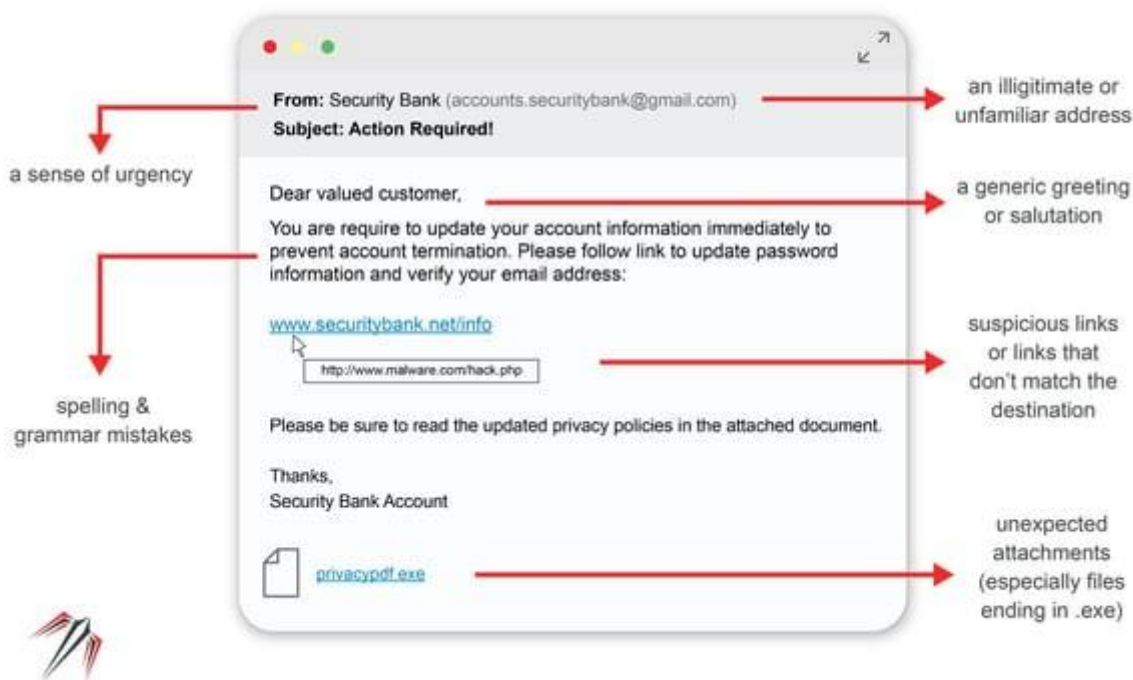 From: Security Bank (accounts.securitybank@gmail.com)
Subject: Action Required!
an illigitimate or
unfamiliar address
a sense of urgency
Dear valued customer,
a generic greeting
or salutation
You are require to update your account information immediately to
prevent account termination. Please follow link to update password
information and verify your email address:
www.securitybank.net/info
http://www.malware.com/hack.php
suspicious links
or links that
don't match the
destination
spelling &
grammar mistakes
Please be sure to read the updated privacy policies in the attached document.
Thanks,
Security Bank Account
privacypdf.exe
unexpected
attachments
(especially files
ending in .exe)